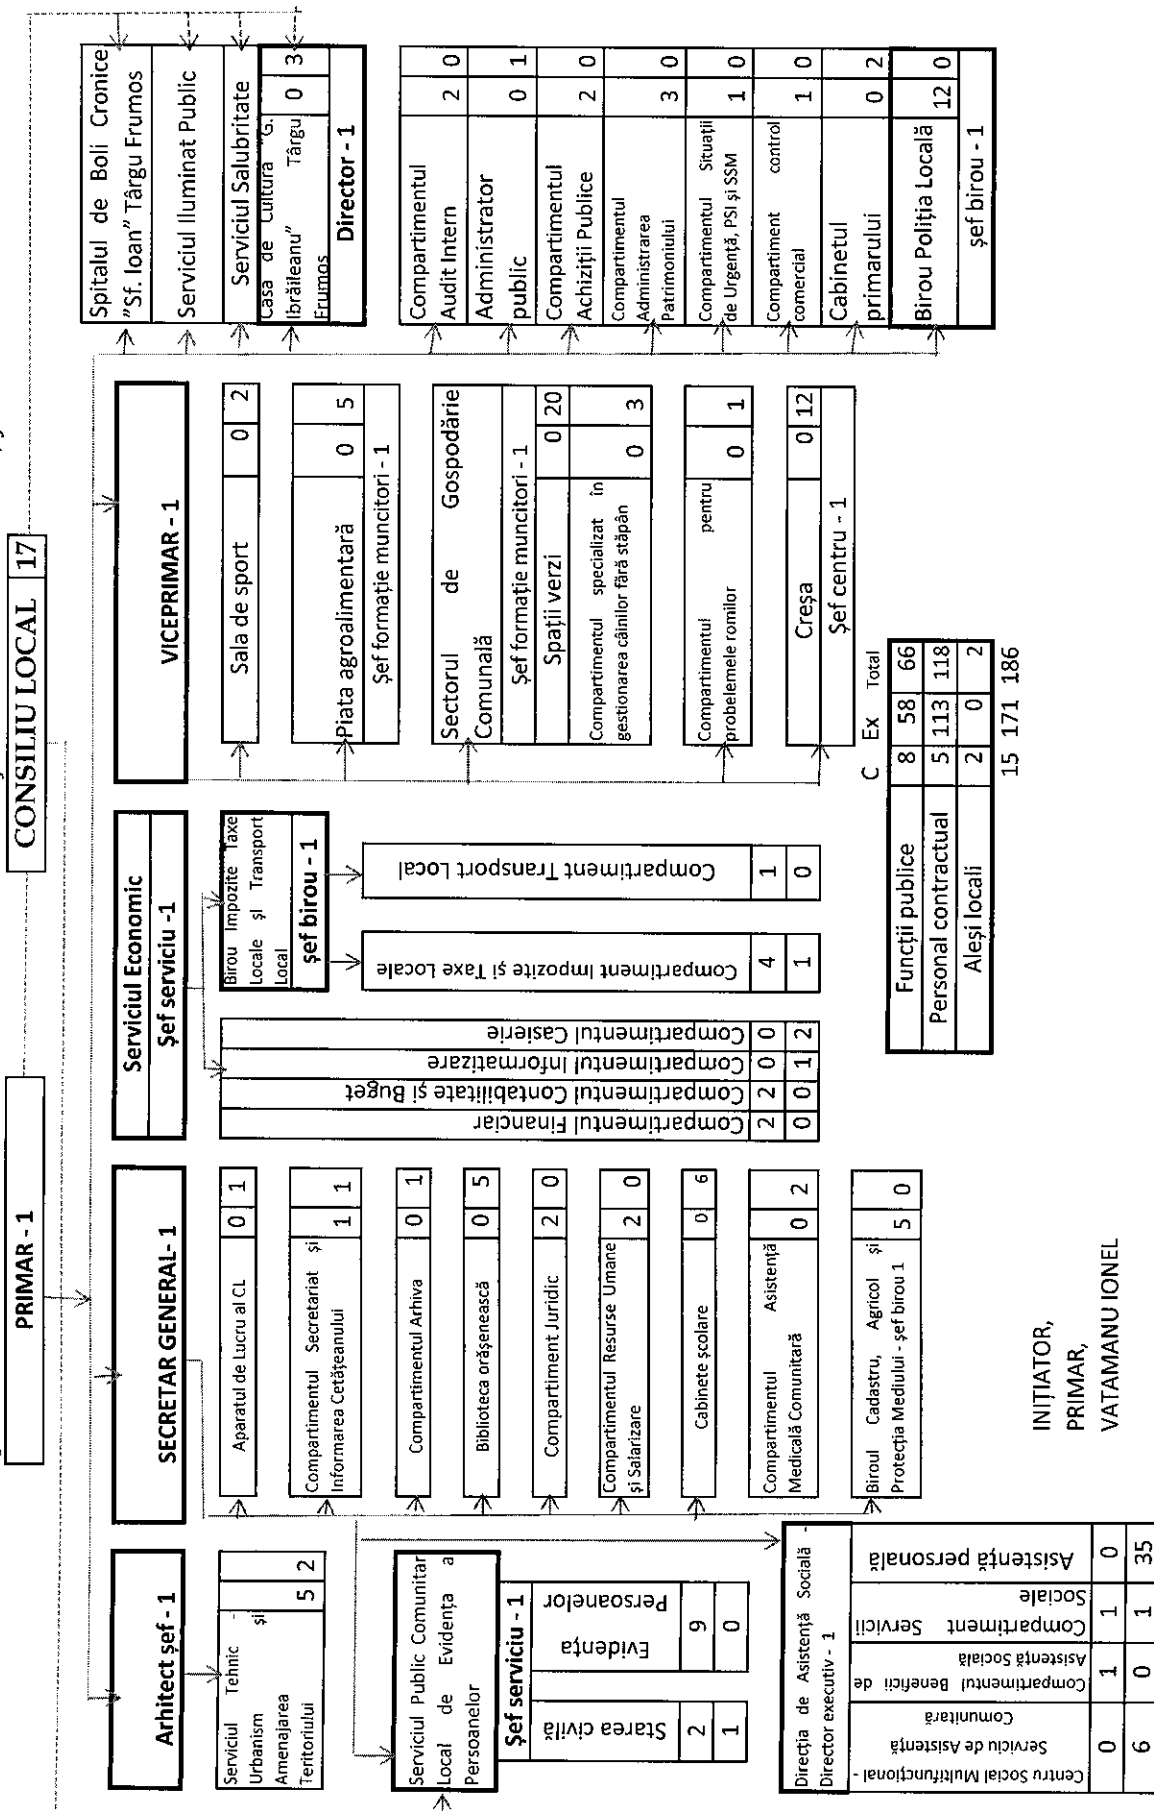 CONSILIU LOCAL 17
PRIMAR - 1
Arhitect șef - 1
Serviciul Tehnic -
Urbanism și
Amenajarea
Teritoriului
5 2
Serviciul Public Comunitar
Local de Evidența a
Persoanelor
Șef serviciu - 1
Starea civilă
2
1
Evidența
Persoanelor
9
0
Direcția de Asistență Socială -
Director executiv - 1
Centru Social Multifuncțional -
Serviciu de Asistență
Comunitară
0
6
Compartimentul Beneficii de
Asistență Socială
1
0
Compartiment Servicii
Sociale
1
1
Asistență personală
0
35
SECRETAR GENERAL- 1
Aparatul de Lucru al CL 0 1
Compartimentul Secretariat și
Informarea Cetățeanului 1 1
Compartimentul Arhiva 0 1
Biblioteca orășenească 0 5
Compartiment Juridic 2 0
Compartimentul Resurse Umane
și Salarizare 2 0
Cabinete școlare 0 6
Compartimentul Asistență
Medicală Comunitară 0 2
Biroul Cadastru, Agricol și
Protecția Mediului - șef birou 1 5 0
Serviciul Economic
Șef serviciu -1
Compartimentul Financiar
2
0
Compartimentul Contabilitate și Buget
2
0
Compartimentul Informatizare
0
1
Compartimentul Casierie
0
2
Birou Impozite Taxe
Locale și Transport
Local
șef birou - 1
Compartiment Impozite și Taxe Locale
4
1
Compartiment Transport Local
1
0
VICEPRIMAR - 1
Sala de sport 0 2
Piata agroalimentară 0 5
Șef formație muncitori - 1
Sectorul de Gospodărie
Comunală
Șef formație muncitori - 1
Spații verzi 0 20
Compartimentul specializat în
gestionarea câinilor fără stăpân 0 3
Compartimentul pentru
probelemele romilor 0 1
Creșa 0 12
Șef centru - 1
Spitalul de Boli Cronice
"Sf. Ioan" Târgu Frumos
Serviciul Iluminat Public
Serviciul Salubritate
Casa de Cultura "G.
Ibrăileanu" Târgu
Frumos
0 3
Director - 1
Compartimentul
Audit Intern 2 0
Administrator
public 0 1
Compartimentul
Achiziții Publice 2 0
Compartimentul
Administrarea
Patrimoniului
3 0
Compartimentul Situații
de Urgență, PSI și SSM 1 0
Compartiment control
comercial 1 0
Cabinetul
primarului 0 2
Birou Poliția Locală 12 0
șef birou - 1
C Ex Total
Funcții publice 8 58 66
Personal contractual 5 113 118
Aleși locali 2 0 2
15 171 186
INIȚIATOR,
PRIMAR,
VATAMANU IONEL